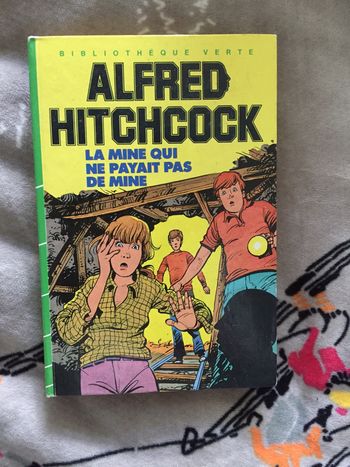 BIBLIOTHÈQUE VERTE
ALFRED
HITCHCOCK
LA MINE QUI
NE PAYAIT PAS
DE MINE